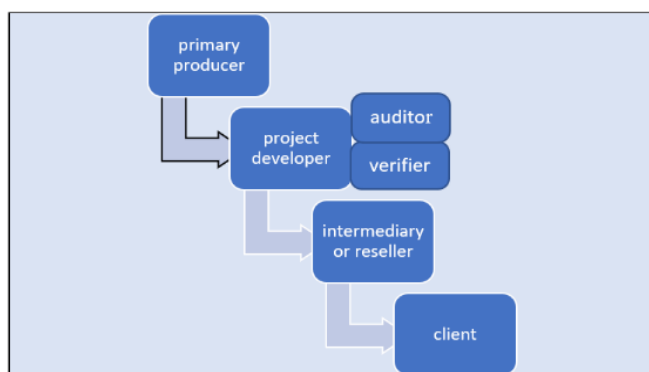 primary
producer
project
developer
auditor
verifier
intermediary
or reseller
client